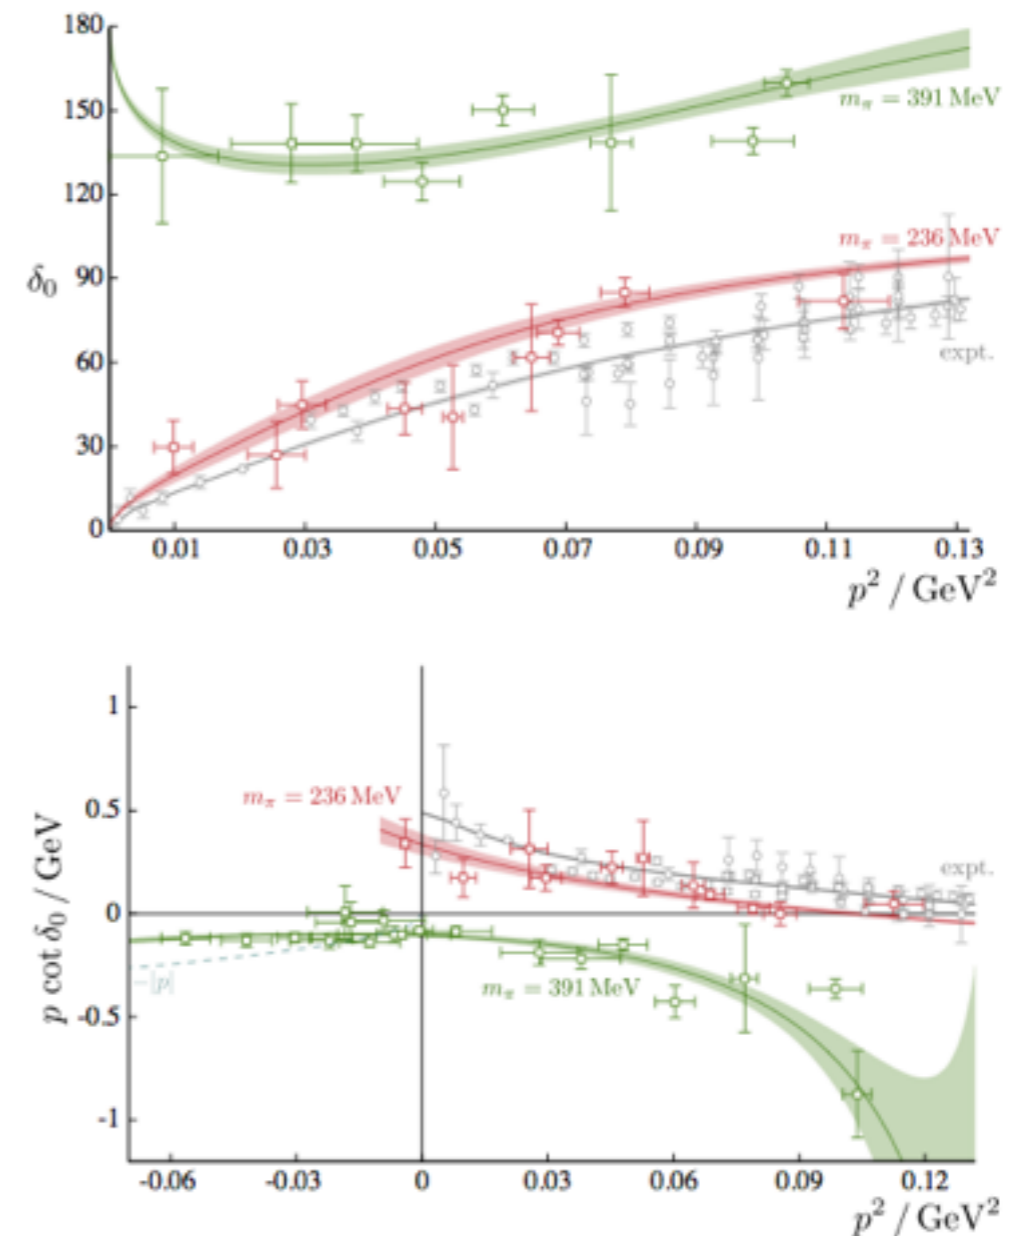 180
150
mπ = 391 MeV
120
mπ = 236 MeV
δ0
90
60
expt.
30
0
0.01 0.03 0.05 0.07 0.09 0.11 0.13
p² / GeV²
1
mπ = 236 MeV
0.5
p cot δ0 / GeV
expt.
0
−|p|
mπ = 391 MeV
-0.5
-1
-0.06 -0.03 0 0.03 0.06 0.09 0.12
p² / GeV²